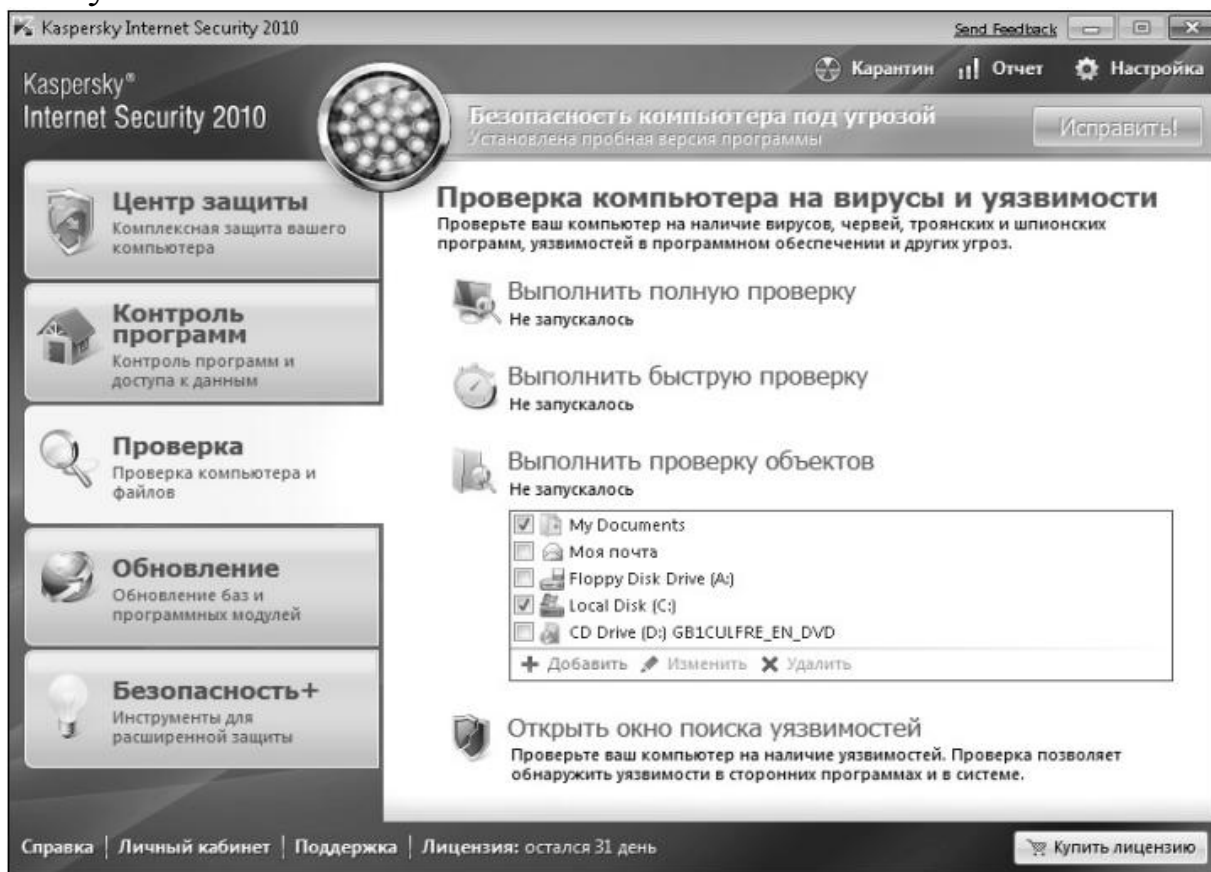 Kaspersky Internet Security 2010
Send Feedback
Карантин Отчет Настройка
Kaspersky®
Internet Security 2010
Безопасность компьютера под угрозой
Установлена пробная версия программы
Исправить!
Центр защиты
Комплексная защита вашего
компьютера
Контроль
программ
Контроль программ и
доступа к данным
Проверка
Проверка компьютера и
файлов
Обновление
Обновление баз и
программных модулей
Безопасность+
Инструменты для
расширенной защиты
Проверка компьютера на вирусы и уязвимости
Проверьте ваш компьютер на наличие вирусов, червей, троянских и шпионских
программ, уязвимостей в программном обеспечении и других угроз.
Выполнить полную проверку
Не запускалось
Выполнить быструю проверку
Не запускалось
Выполнить проверку объектов
Не запускалось
My Documents
Моя почта
Floppy Disk Drive (A:)
Local Disk (C:)
CD Drive (D:) GB1CULFRE_EN_DVD
Добавить Изменить Удалить
Открыть окно поиска уязвимостей
Проверьте ваш компьютер на наличие уязвимостей. Проверка позволяет
обнаружить уязвимости в сторонних программах и в системе.
Справка | Личный кабинет | Поддержка | Лицензия: остался 31 день
Купить лицензию